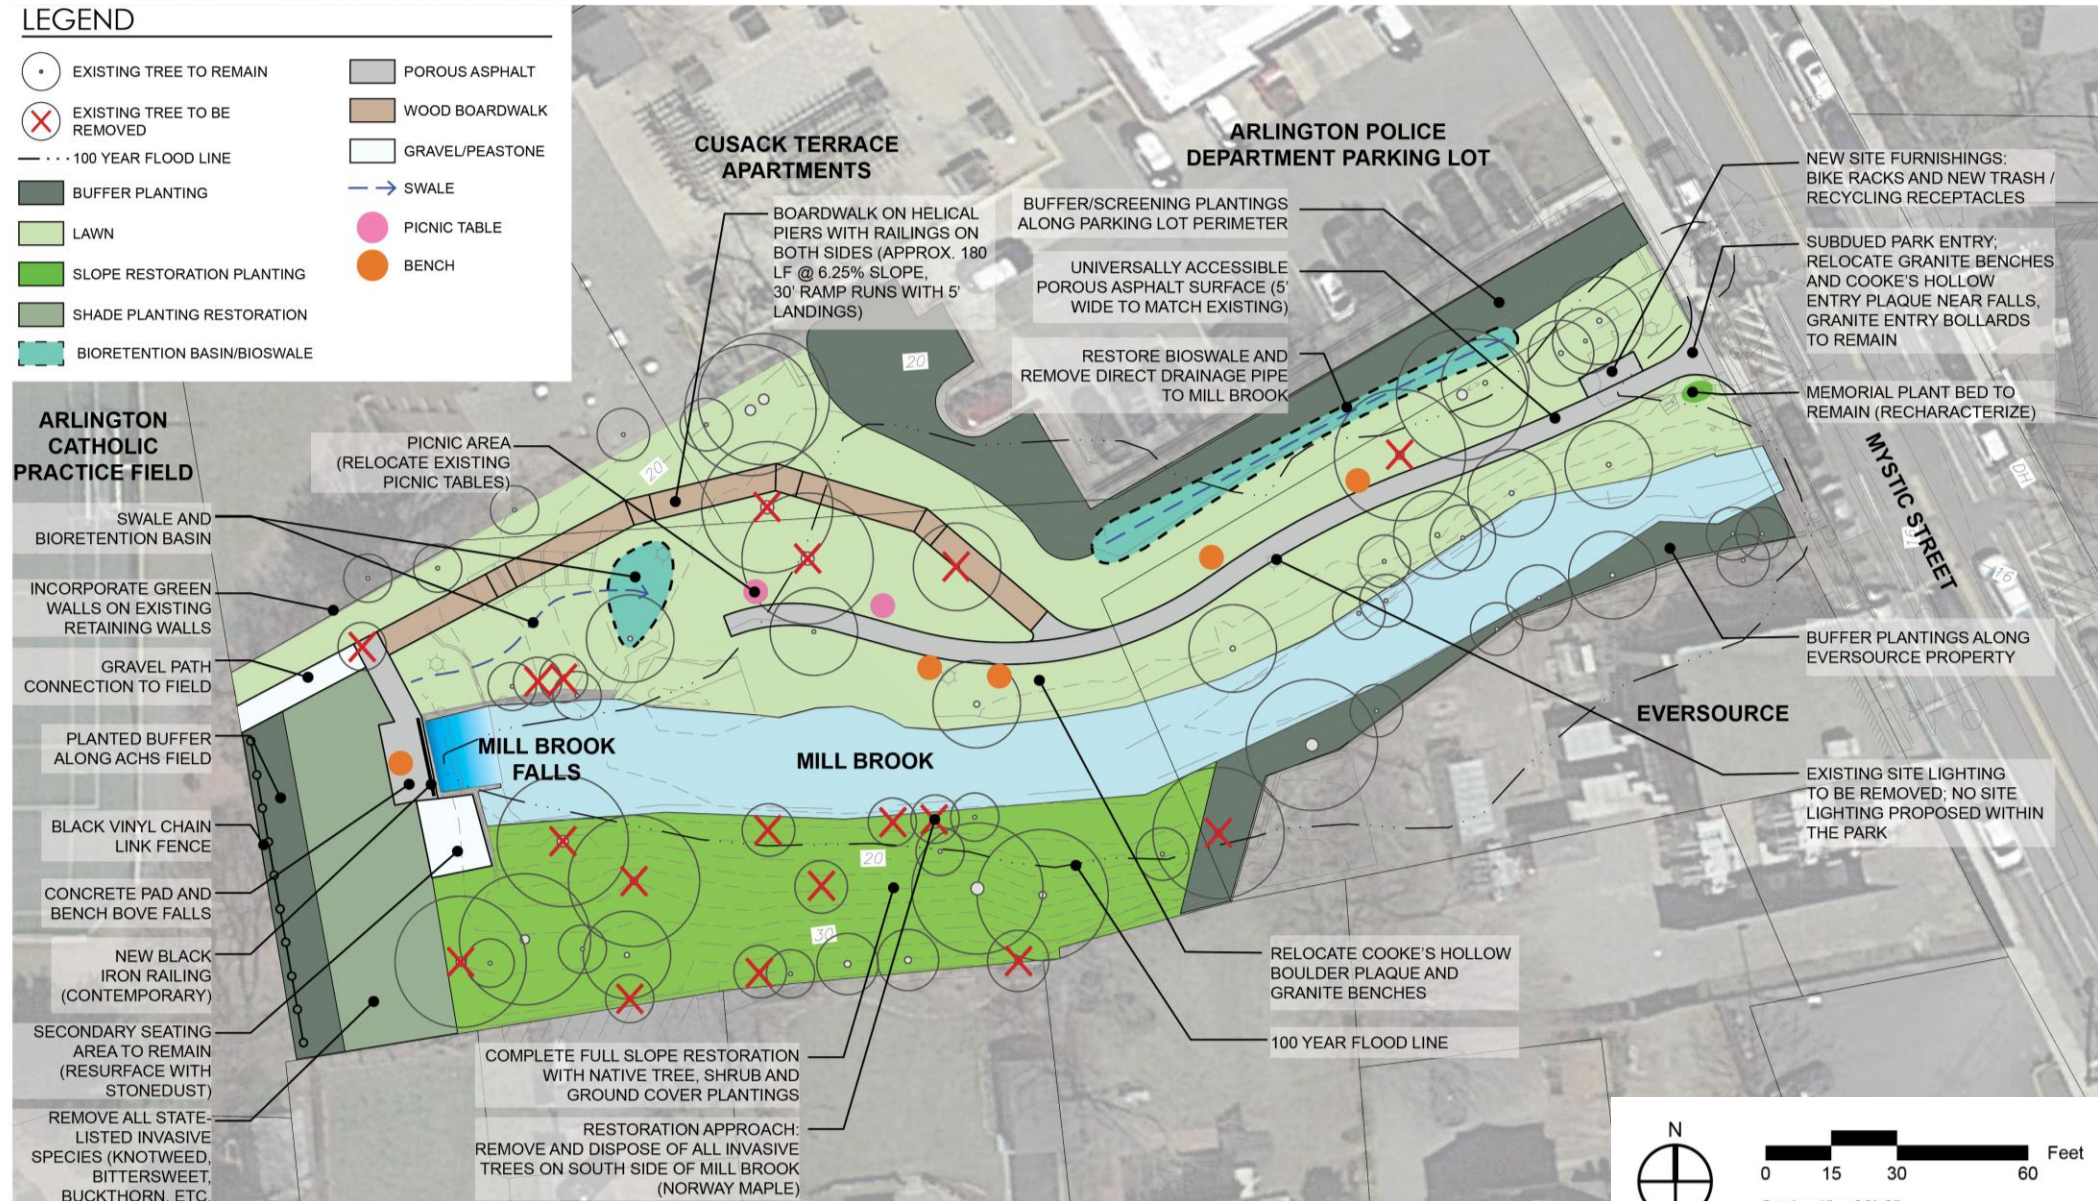 LEGEND
EXISTING TREE TO REMAIN
EXISTING TREE TO BE
REMOVED
100 YEAR FLOOD LINE
BUFFER PLANTING
LAWN
SLOPE RESTORATION PLANTING
SHADE PLANTING RESTORATION
BIORETENTION BASIN/BIOSWALE
POROUS ASPHALT
WOOD BOARDWALK
GRAVEL/PEASTONE
SWALE
PICNIC TABLE
BENCH
CUSACK TERRACE
APARTMENTS
BOARDWALK ON HELICAL
PIERS WITH RAILINGS ON
BOTH SIDES (APPROX. 180
LF @ 6.25% SLOPE,
30' RAMP RUNS WITH 5'
LANDINGS)
ARLINGTON POLICE
DEPARTMENT PARKING LOT
BUFFER/SCREENING PLANTINGS
ALONG PARKING LOT PERIMETER
UNIVERSALLY ACCESSIBLE
POROUS ASPHALT SURFACE (5'
WIDE TO MATCH EXISTING)
RESTORE BIOSWALE AND
REMOVE DIRECT DRAINAGE PIPE
TO MILL BROOK
NEW SITE FURNISHINGS:
BIKE RACKS AND NEW TRASH /
RECYCLING RECEPTACLES
SUBDUED PARK ENTRY;
RELOCATE GRANITE BENCHES
AND COOKE'S HOLLOW
ENTRY PLAQUE NEAR FALLS,
GRANITE ENTRY BOLLARDS
TO REMAIN
MEMORIAL PLANT BED TO
REMAIN (RECHARACTERIZE)
MYSTIC STREET
DH
16
16
BUFFER PLANTINGS ALONG
EVERSOURCE PROPERTY
EVERSOURCE
EXISTING SITE LIGHTING
TO BE REMOVED; NO SITE
LIGHTING PROPOSED WITHIN
THE PARK
ARLINGTON
CATHOLIC
PRACTICE FIELD
PICNIC AREA
(RELOCATE EXISTING
PICNIC TABLES)
20
20
SWALE AND
BIORETENTION BASIN
INCORPORATE GREEN
WALLS ON EXISTING
RETAINING WALLS
GRAVEL PATH
CONNECTION TO FIELD
PLANTED BUFFER
ALONG ACHS FIELD
BLACK VINYL CHAIN
LINK FENCE
CONCRETE PAD AND
BENCH BOVE FALLS
NEW BLACK
IRON RAILING
(CONTEMPORARY)
SECONDARY SEATING
AREA TO REMAIN
(RESURFACE WITH
STONEDUST)
REMOVE ALL STATE-
LISTED INVASIVE
SPECIES (KNOTWEED,
BITTERSWEET,
BUCKTHORN, ETC.
MILL BROOK
FALLS
MILL BROOK
20
30
COMPLETE FULL SLOPE RESTORATION
WITH NATIVE TREE, SHRUB AND
GROUND COVER PLANTINGS
RESTORATION APPROACH:
REMOVE AND DISPOSE OF ALL INVASIVE
TREES ON SOUTH SIDE OF MILL BROOK
(NORWAY MAPLE)
RELOCATE COOKE'S HOLLOW
BOULDER PLAQUE AND
GRANITE BENCHES
100 YEAR FLOOD LINE
N
0 15 30 60 Feet